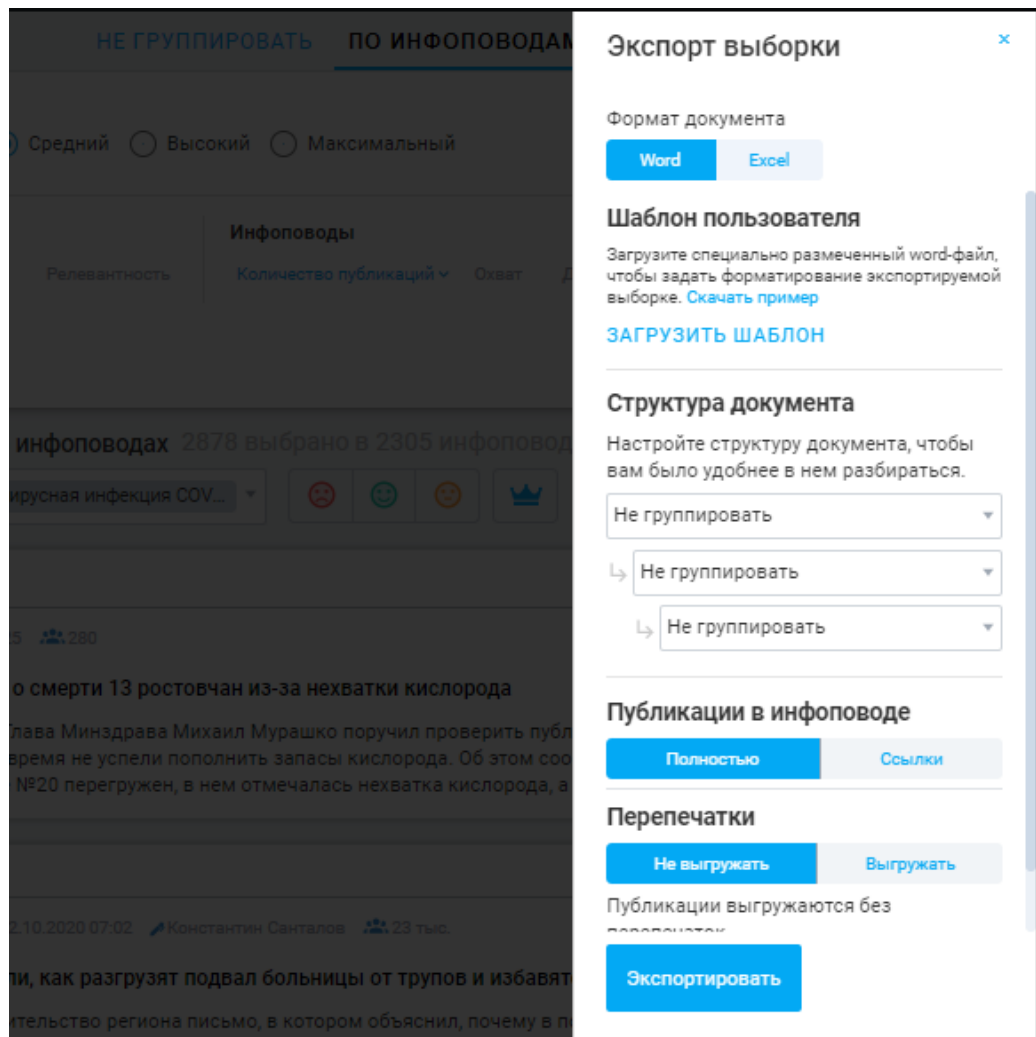 НЕ ГРУППИРОВАТЬ ПО ИНФОПОВОДАМ
Средний Высокий Максимальный
Инфоповоды
Релевантность Количество публикаций Охват
инфоповодах 2878 выбрано в 2305 инфоповод
ирусная инфекция COV...
280
о смерти 13 ростовчан из-за нехватки кислорода
Глава Минздрава Михаил Мурашко поручил проверить публ
время не успели пополнить запасы кислорода. Об этом соо
№20 перегружен, в нем отмечалась нехватка кислорода, а
2.10.2020 07:02 Константин Санталов 23 тыс.
ли, как разгрузят подвал больницы от трупов и избавят
ительство региона письмо, в котором объяснил, почему в п
Экспорт выборки ×
Формат документа
Word Excel
Шаблон пользователя
Загрузите специально размеченный word-файл,
чтобы задать форматирование экспортируемой
выборке. Скачать пример
ЗАГРУЗИТЬ ШАБЛОН
Структура документа
Настройте структуру документа, чтобы
вам было удобнее в нем разбираться.
Не группировать
Не группировать
Не группировать
Публикации в инфоповоде
Полностью Ссылки
Перепечатки
Не выгружать Выгружать
Публикации выгружаются без
перепечаток
Экспортировать